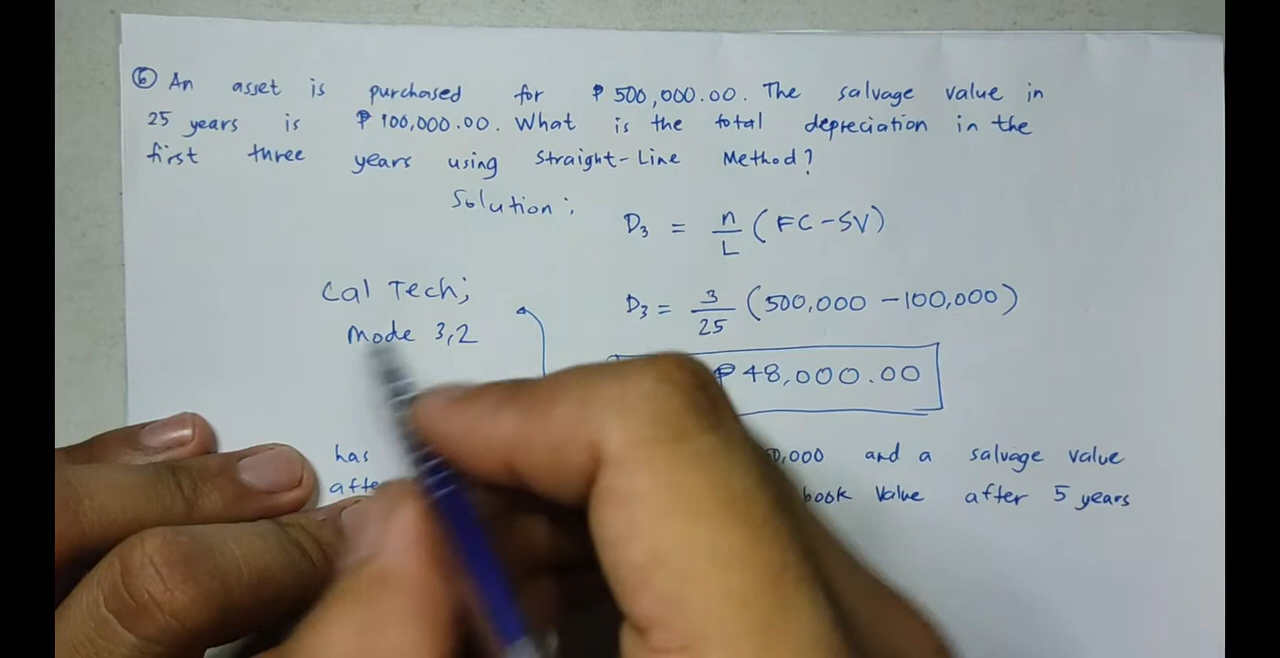 ⑥ An asset is purchased for ₱ 500,000.00. The salvage value in
25 years is ₱ 100,000.00. What is the total depreciation in the
first three years using Straight-Line Method?
Solution:
D₃ = n/L (FC - SV)
Cal Tech;
Mode 3,2
D₃ = 3/25 (500,000 - 100,000)
₱ 48,000.00
has and a salvage value
book value after 5 years